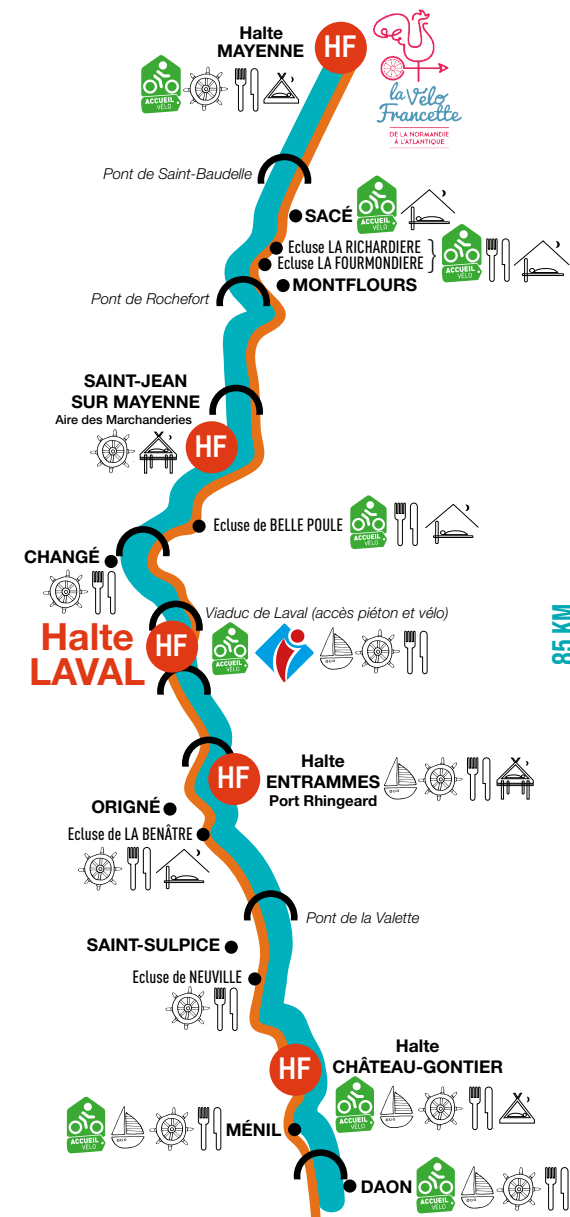 Halte
MAYENNE
HF
ACCUEIL
VÉLO
la Vélo
Francette
DE LA NORMANDIE
À L'ATLANTIQUE
Pont de Saint-Baudelle
SACÉ
ACCUEIL
VÉLO
Ecluse LA RICHARDIERE
Ecluse LA FOURMONDIERE
ACCUEIL
VÉLO
MONTFLOURS
Pont de Rochefort
SAINT-JEAN
SUR MAYENNE
Aire des Marchanderies
HF
Ecluse de BELLE POULE
ACCUEIL
VÉLO
CHANGÉ
Viaduc de Laval (accès piéton et vélo)
Halte
LAVAL
HF
ACCUEIL
VÉLO
85 KM
Halte
ENTRAMMES
Port Rhingeard
HF
ORIGNÉ
Ecluse de LA BENÂTRE
Pont de la Valette
SAINT-SULPICE
Ecluse de NEUVILLE
HF
Halte
CHÂTEAU-GONTIER
ACCUEIL
VÉLO
ACCUEIL
VÉLO
MÉNIL
DAON
ACCUEIL
VÉLO